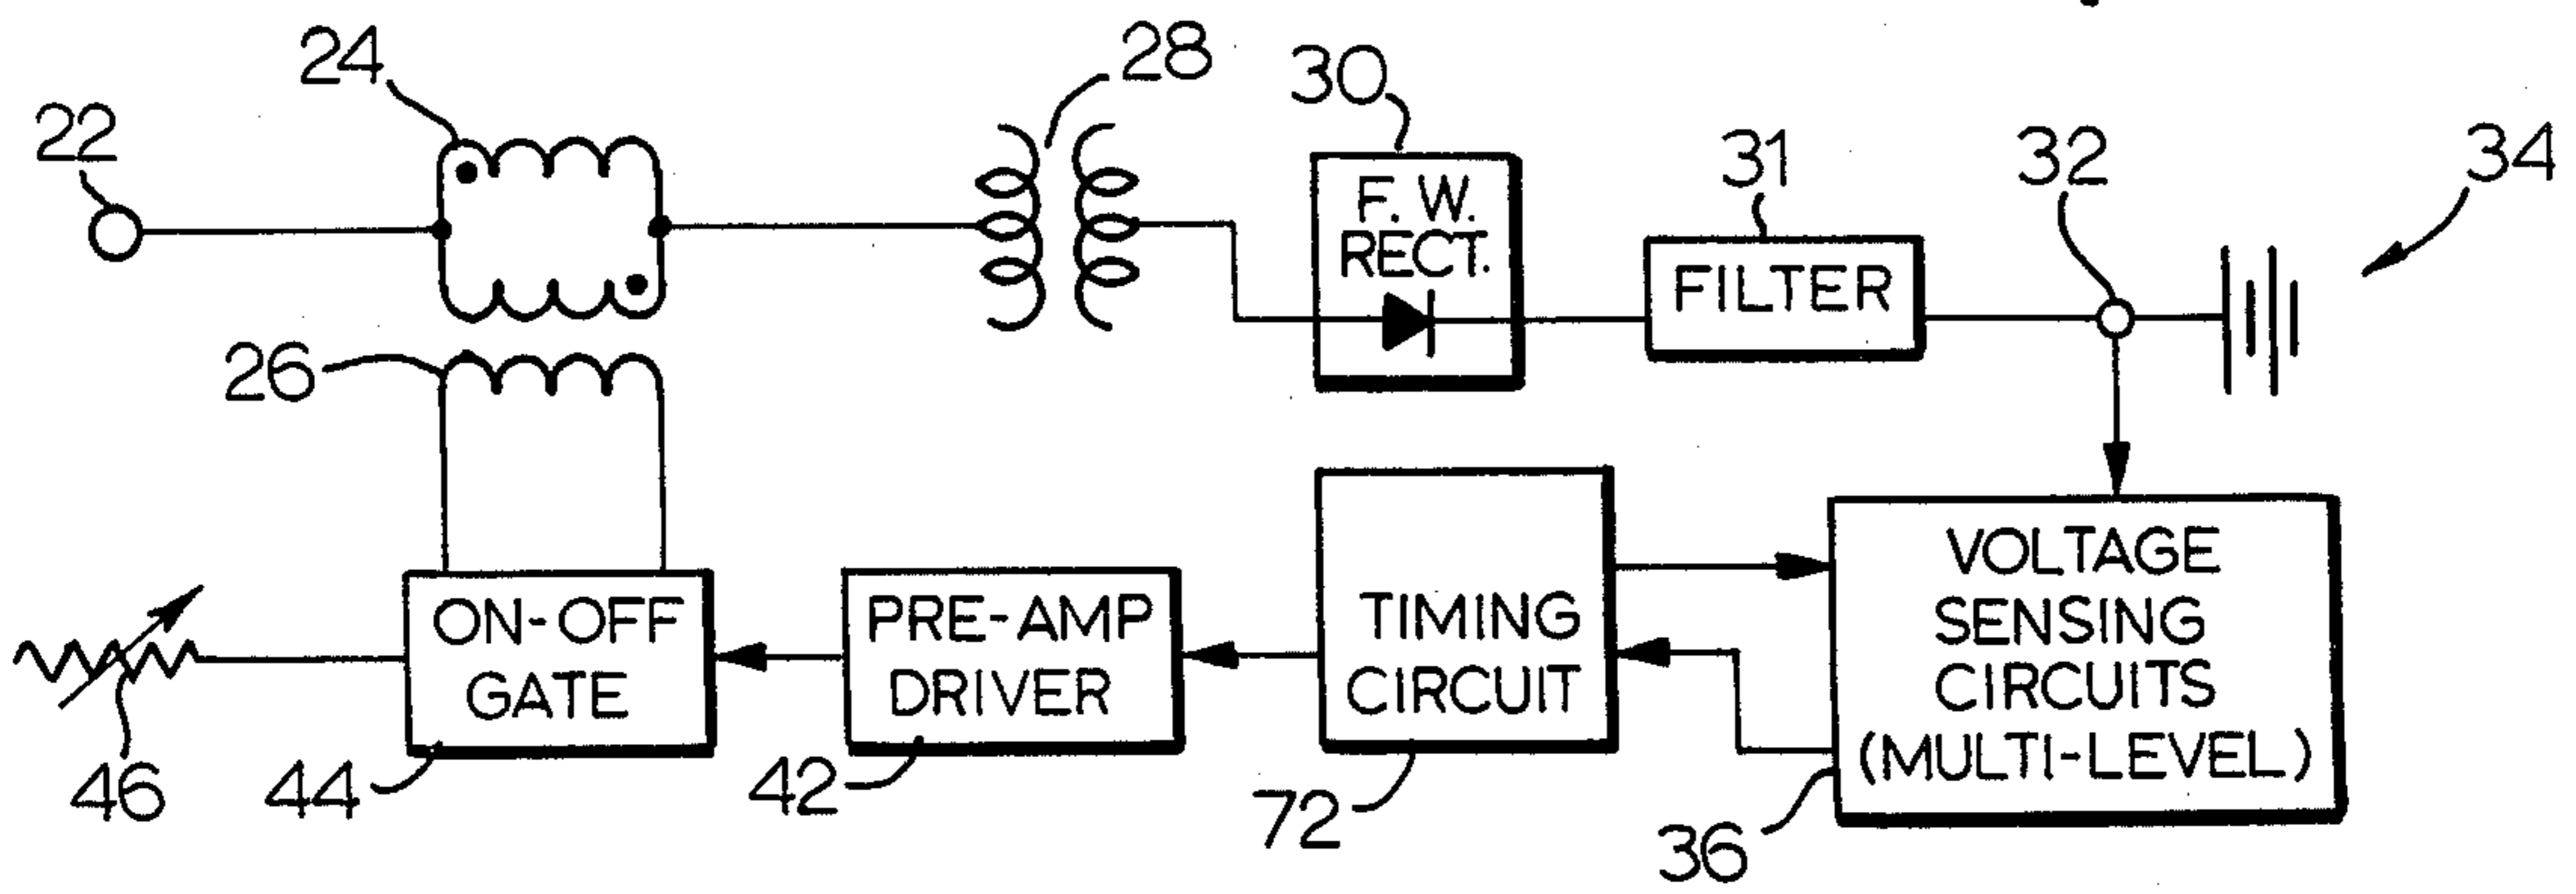 22
24
28
30
31
32
34
F. W.
RECT.
FILTER
26
ON-OFF
GATE
PRE-AMP
DRIVER
TIMING
CIRCUIT
VOLTAGE
SENSING
CIRCUITS
(MULTI-LEVEL)
46
44
42
72
36